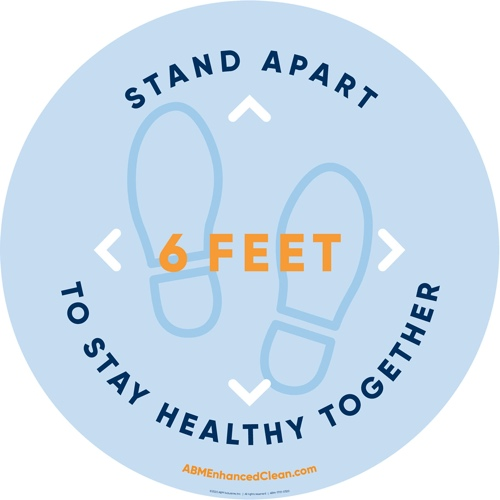 STAND APART
6 FEET
TO STAY HEALTHY TOGETHER
ABMEnhancedClean.com